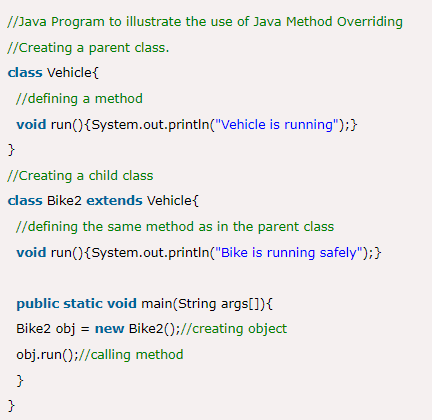 //Java Program to illustrate the use of Java Method Overriding
//Creating a parent class.
class Vehicle{
  //defining a method
  void run(){System.out.println("Vehicle is running");}
}
//Creating a child class
class Bike2 extends Vehicle{
  //defining the same method as in the parent class
  void run(){System.out.println("Bike is running safely");}

  public static void main(String args[]){
  Bike2 obj = new Bike2();//creating object
  obj.run();//calling method
  }
}